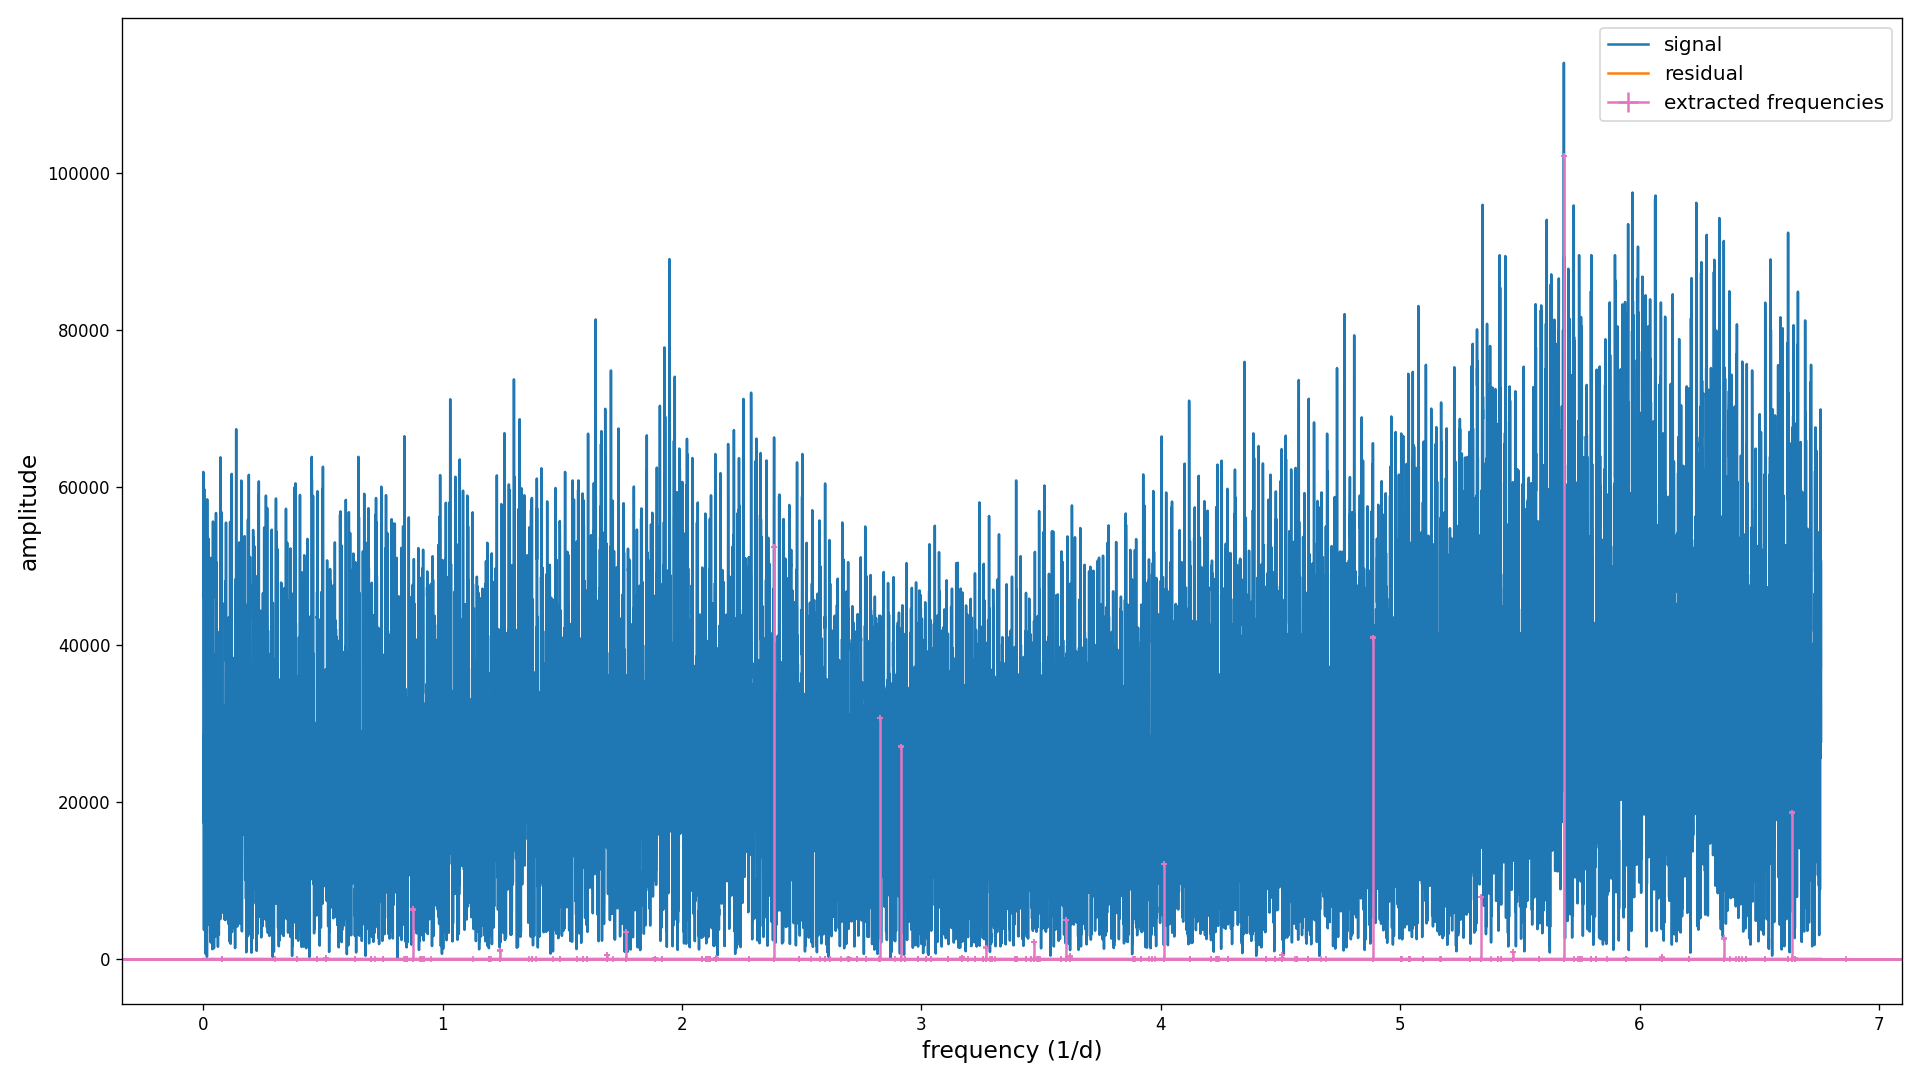 signal
residual
extracted frequencies
100000
80000
60000
40000
20000
0
amplitude
0 1 2 3 4 5 6 7
frequency (1/d)